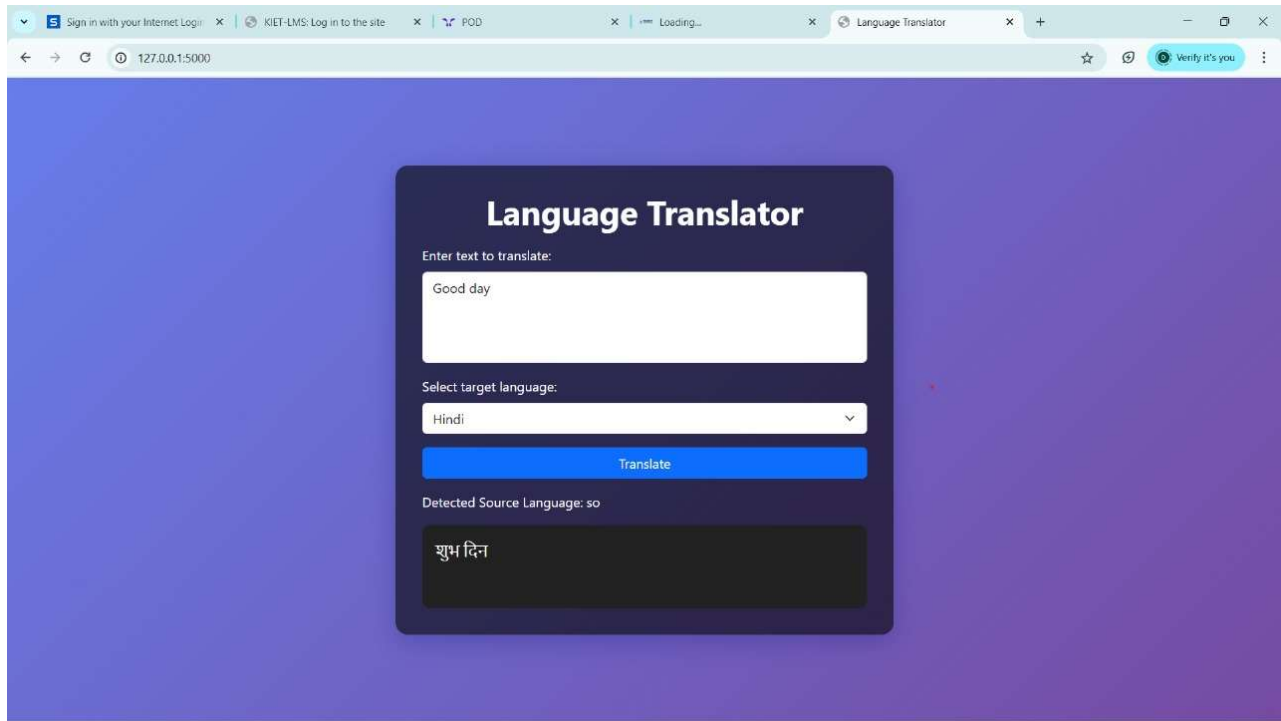 Sign in with your Internet Login
KIET-LMS: Log in to the site
POD
Loading...
Language Translator
127.0.0.1:5000
Verify it's you
Language Translator
Enter text to translate:
Good day
Select target language:
Hindi
Translate
Detected Source Language: so
शुभ दिन